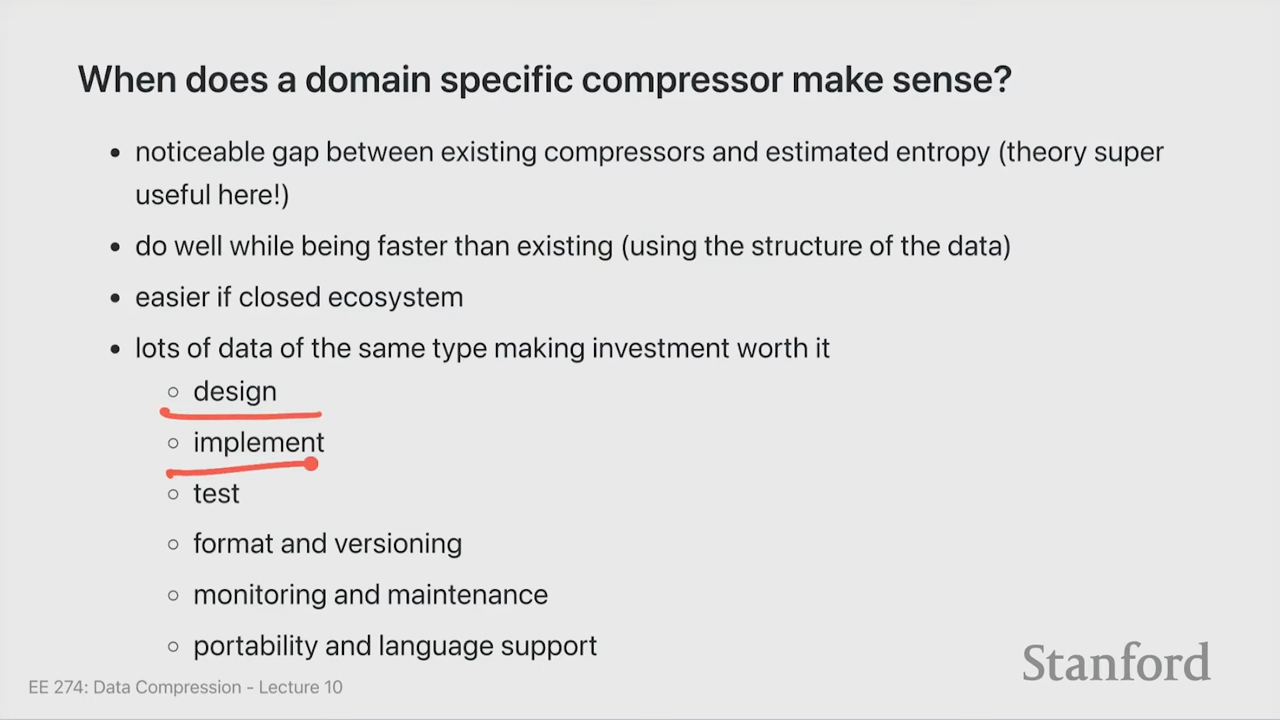 When does a domain specific compressor make sense?
• noticeable gap between existing compressors and estimated entropy (theory super
useful here!)
• do well while being faster than existing (using the structure of the data)
• easier if closed ecosystem
• lots of data of the same type making investment worth it
○ design
○ implement
○ test
○ format and versioning
○ monitoring and maintenance
○ portability and language support
Stanford
EE 274: Data Compression - Lecture 10